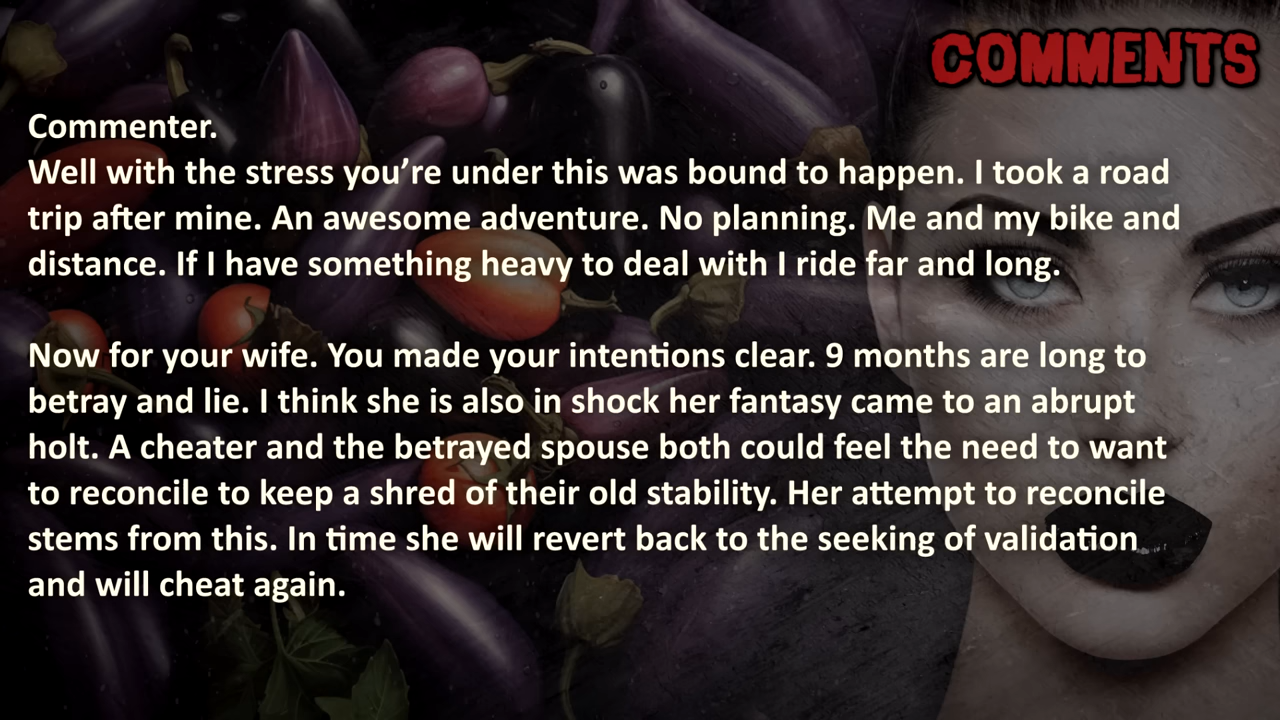 COMMENTS
Commenter.
Well with the stress you’re under this was bound to happen. I took a road
trip after mine. An awesome adventure. No planning. Me and my bike and
distance. If I have something heavy to deal with I ride far and long.
Now for your wife. You made your intentions clear. 9 months are long to
betray and lie. I think she is also in shock her fantasy came to an abrupt
holt. A cheater and the betrayed spouse both could feel the need to want
to reconcile to keep a shred of their old stability. Her attempt to reconcile
stems from this. In time she will revert back to the seeking of validation
and will cheat again.